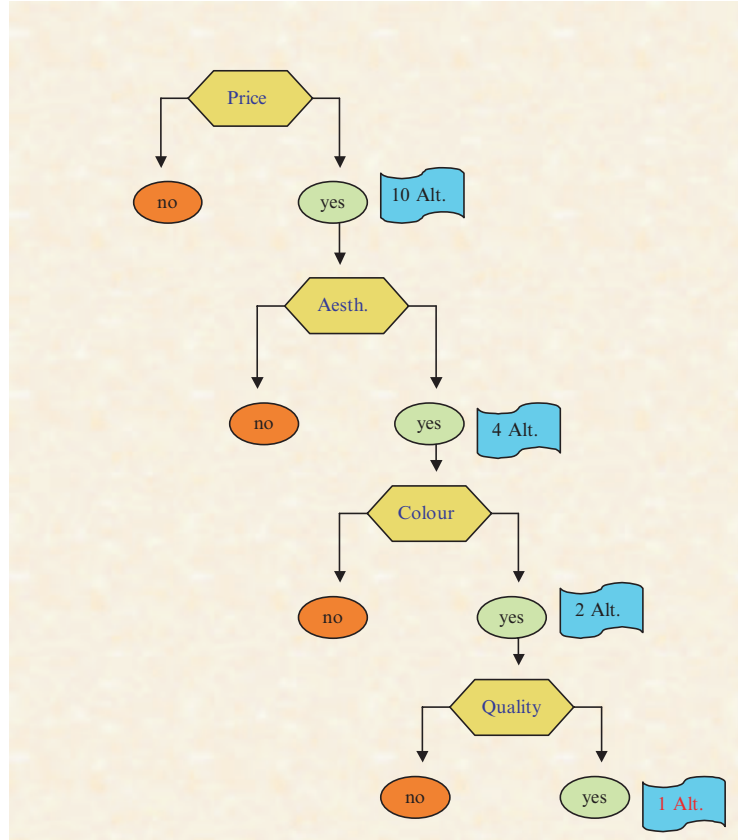 Price
no
yes
10 Alt.
Aesth.
no
yes
4 Alt.
Colour
no
yes
2 Alt.
Quality
no
yes
1 Alt.